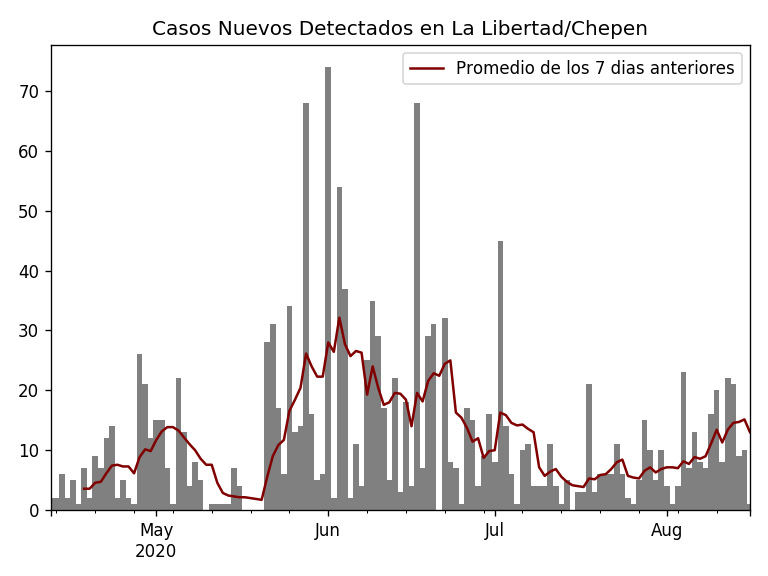 Casos Nuevos Detectados en La Libertad/Chepen
Promedio de los 7 dias anteriores
70
60
50
40
30
20
10
0
May
2020
Jun
Jul
Aug